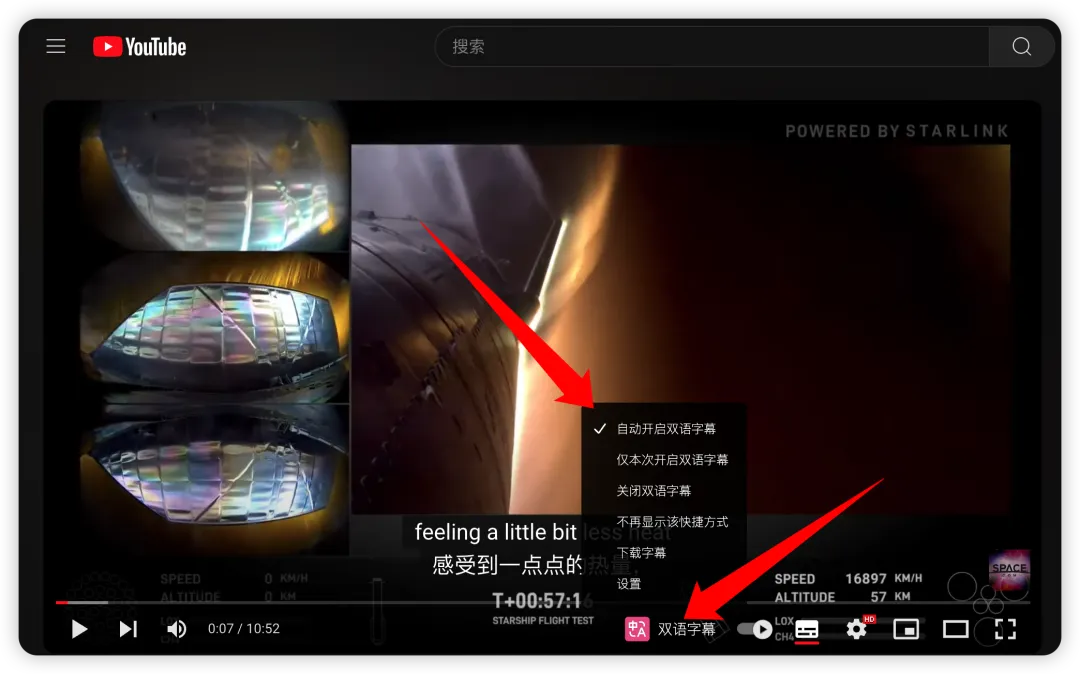 YouTube
搜索
POWERED BY STARLINK
自动开启双语字幕
仅本次开启双语字幕
关闭双语字幕
不再显示该快捷方式
下载字幕
设置
feeling a little bit less heat
感受到一点点的热量,
SPEED 0 KM/H
ALTITUDE 0 KM
T+00:57:16
STARSHIP FLIGHT TEST
SPEED 16897 KM/H
ALTITUDE 57 KM
SPACE
LOX
CH4
0:07 / 10:52
中A
双语字幕
HD